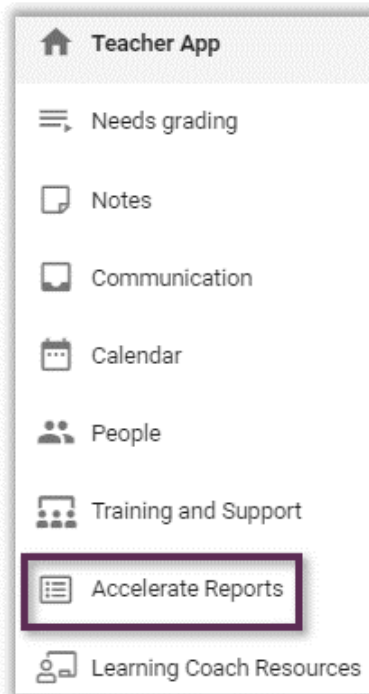 Teacher App
Needs grading
Notes
Communication
Calendar
People
Training and Support
Accelerate Reports
Learning Coach Resources